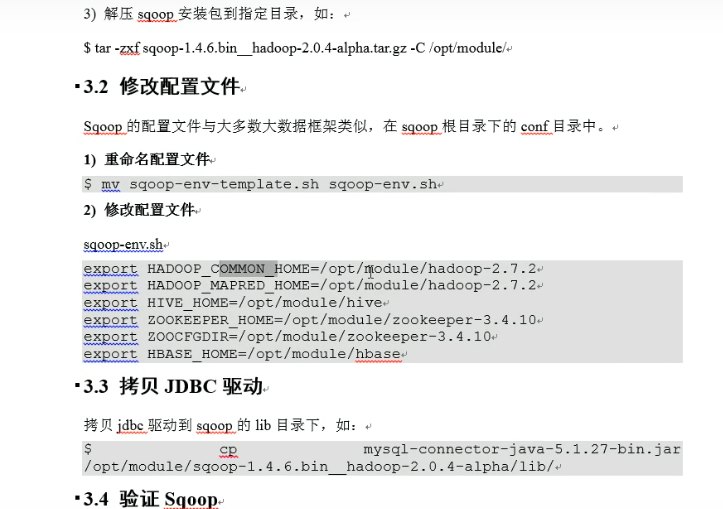 3) 解压 sqoop 安装包到指定目录，如：
$ tar -zxf sqoop-1.4.6.bin__hadoop-2.0.4-alpha.tar.gz -C /opt/module/
3.2 修改配置文件
Sqoop 的配置文件与大多数大数据框架类似，在 sqoop 根目录下的 conf 目录中。
1) 重命名配置文件
$ mv sqoop-env-template.sh sqoop-env.sh
2) 修改配置文件
sqoop-env.sh
export HADOOP_COMMON_HOME=/opt/module/hadoop-2.7.2
export HADOOP_MAPRED_HOME=/opt/module/hadoop-2.7.2
export HIVE_HOME=/opt/module/hive
export ZOOKEEPER_HOME=/opt/module/zookeeper-3.4.10
export ZOOCFGDIR=/opt/module/zookeeper-3.4.10
export HBASE_HOME=/opt/module/hbase
3.3 拷贝 JDBC 驱动
拷贝 jdbc 驱动到 sqoop 的 lib 目录下，如：
$ cp mysql-connector-java-5.1.27-bin.jar
/opt/module/sqoop-1.4.6.bin__hadoop-2.0.4-alpha/lib/
3.4 验证 Sqoop